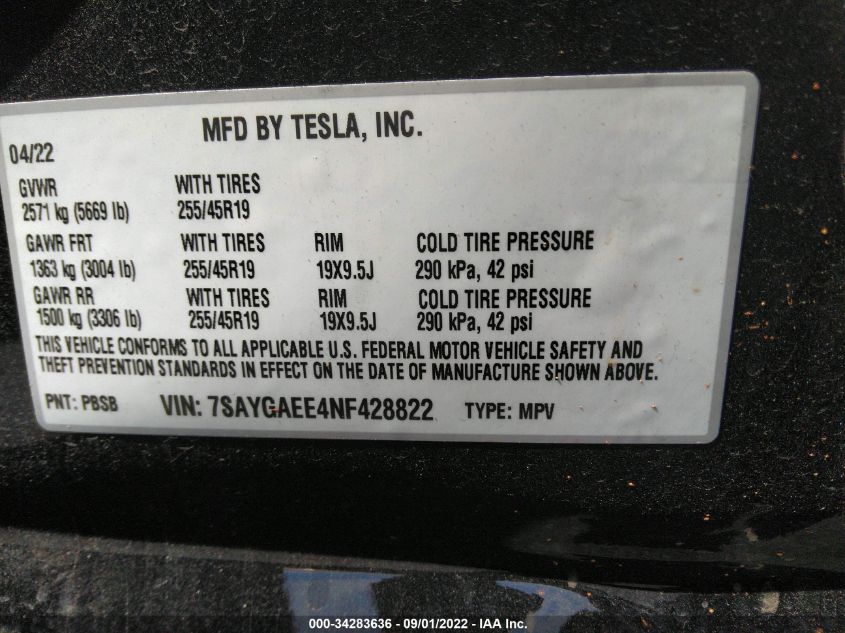 MFD BY TESLA, INC.
04/22
GVWR WITH TIRES
2571 kg (5669 lb) 255/45R19
GAWR FRT WITH TIRES RIM COLD TIRE PRESSURE
1363 kg (3004 lb) 255/45R19 19X9.5J 290 kPa, 42 psi
GAWR RR WITH TIRES RIM COLD TIRE PRESSURE
1500 kg (3306 lb) 255/45R19 19X9.5J 290 kPa, 42 psi
THIS VEHICLE CONFORMS TO ALL APPLICABLE U.S. FEDERAL MOTOR VEHICLE SAFETY AND
THEFT PREVENTION STANDARDS IN EFFECT ON THE DATE OF MANUFACTURE SHOWN ABOVE.
PNT: PBSB VIN: 7SAYGAEE4NF428822 TYPE: MPV
000-34283636 - 09/01/2022 - IAA Inc.